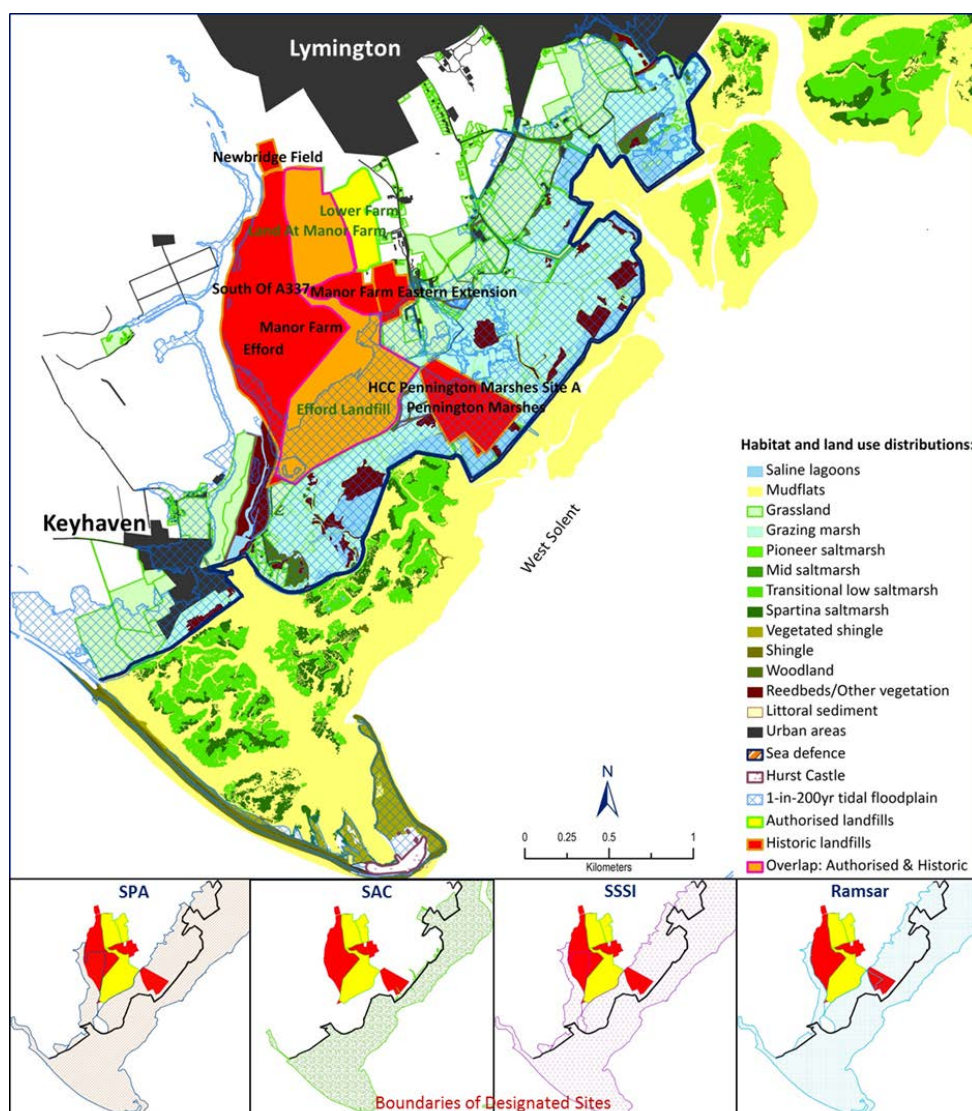 Lymington
Newbridge Field
Lower Farm
Land At Manor Farm
South Of A337
Manor Farm Eastern Extension
Manor Farm
Efford
HCC Pennington Marshes Site A
Efford Landfill
Pennington Marshes
Keyhaven
West Solent
Habitat and land use distributions:
Saline lagoons
Mudflats
Grassland
Grazing marsh
Pioneer saltmarsh
Mid saltmarsh
Transitional low saltmarsh
Spartina saltmarsh
Vegetated shingle
Shingle
Woodland
Reedbeds/Other vegetation
Littoral sediment
Urban areas
Sea defence
Hurst Castle
1-in-200yr tidal floodplain
Authorised landfills
Historic landfills
Overlap: Authorised & Historic
N
0 0.25 0.5 1
Kilometers
SPA
SAC
SSSI
Ramsar
Boundaries of Designated Sites